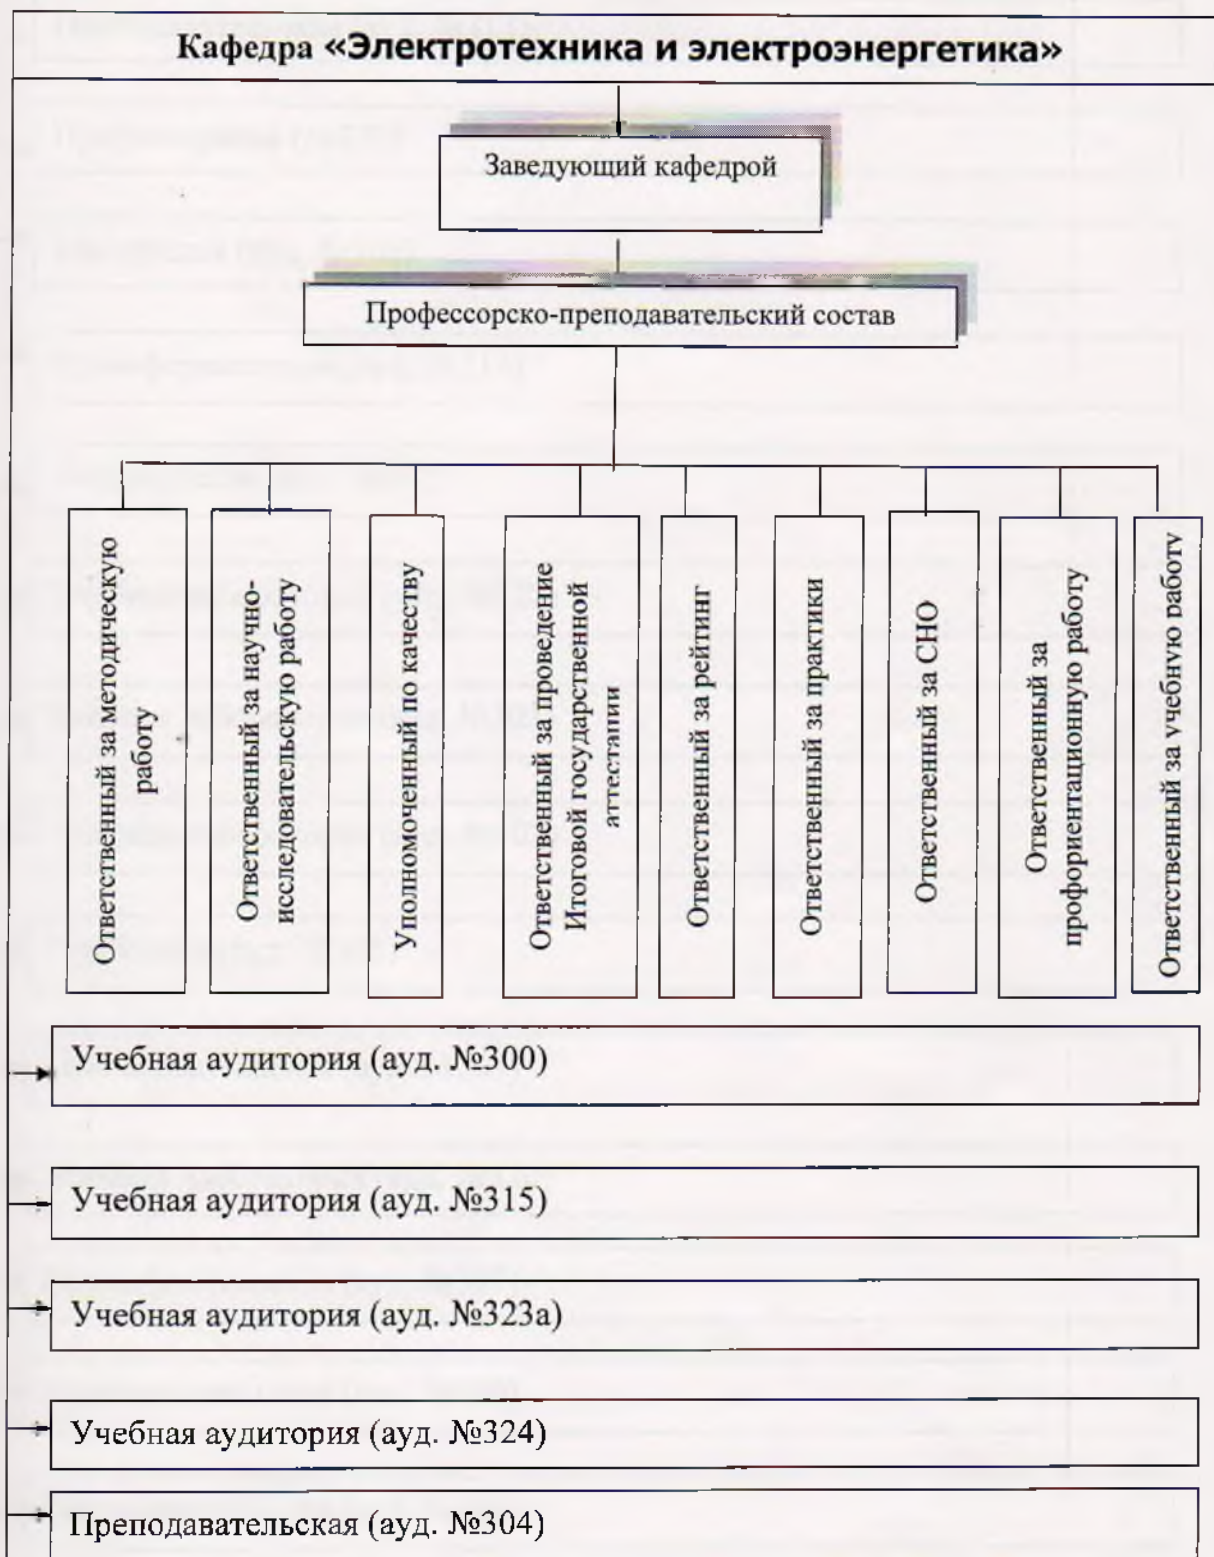 Кафедра «Электротехника и электроэнергетика»
Заведующий кафедрой
Профессорско-преподавательский состав
Ответственный за методическую
работу
Ответственный за научно-
исследовательскую работу
Уполномоченный по качеству
Ответственный за проведение
Итоговой государственной
аттестации
Ответственный за рейтинг
Ответственный за практики
Ответственный за СНО
Ответственный за
профориентационную работу
Ответственный за учебную работу
Учебная аудитория (ауд. №300)
Учебная аудитория (ауд. №315)
Учебная аудитория (ауд. №323а)
Учебная аудитория (ауд. №324)
Преподавательская (ауд. №304)